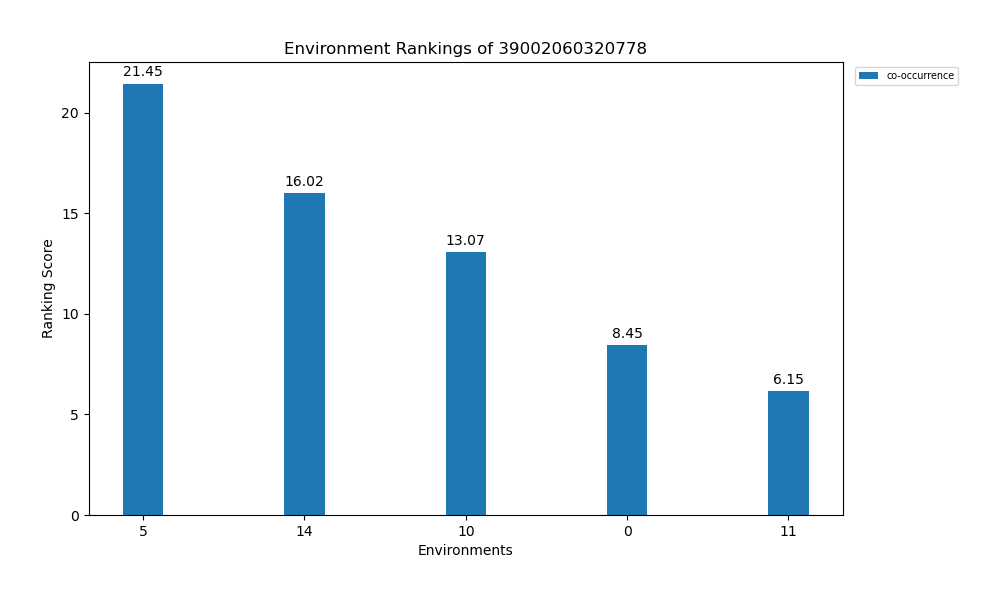 Environment Rankings of 39002060320778
21.45
16.02
13.07
8.45
6.15
co-occurrence
20
15
10
5
0
Ranking Score
5 14 10 0 11
Environments